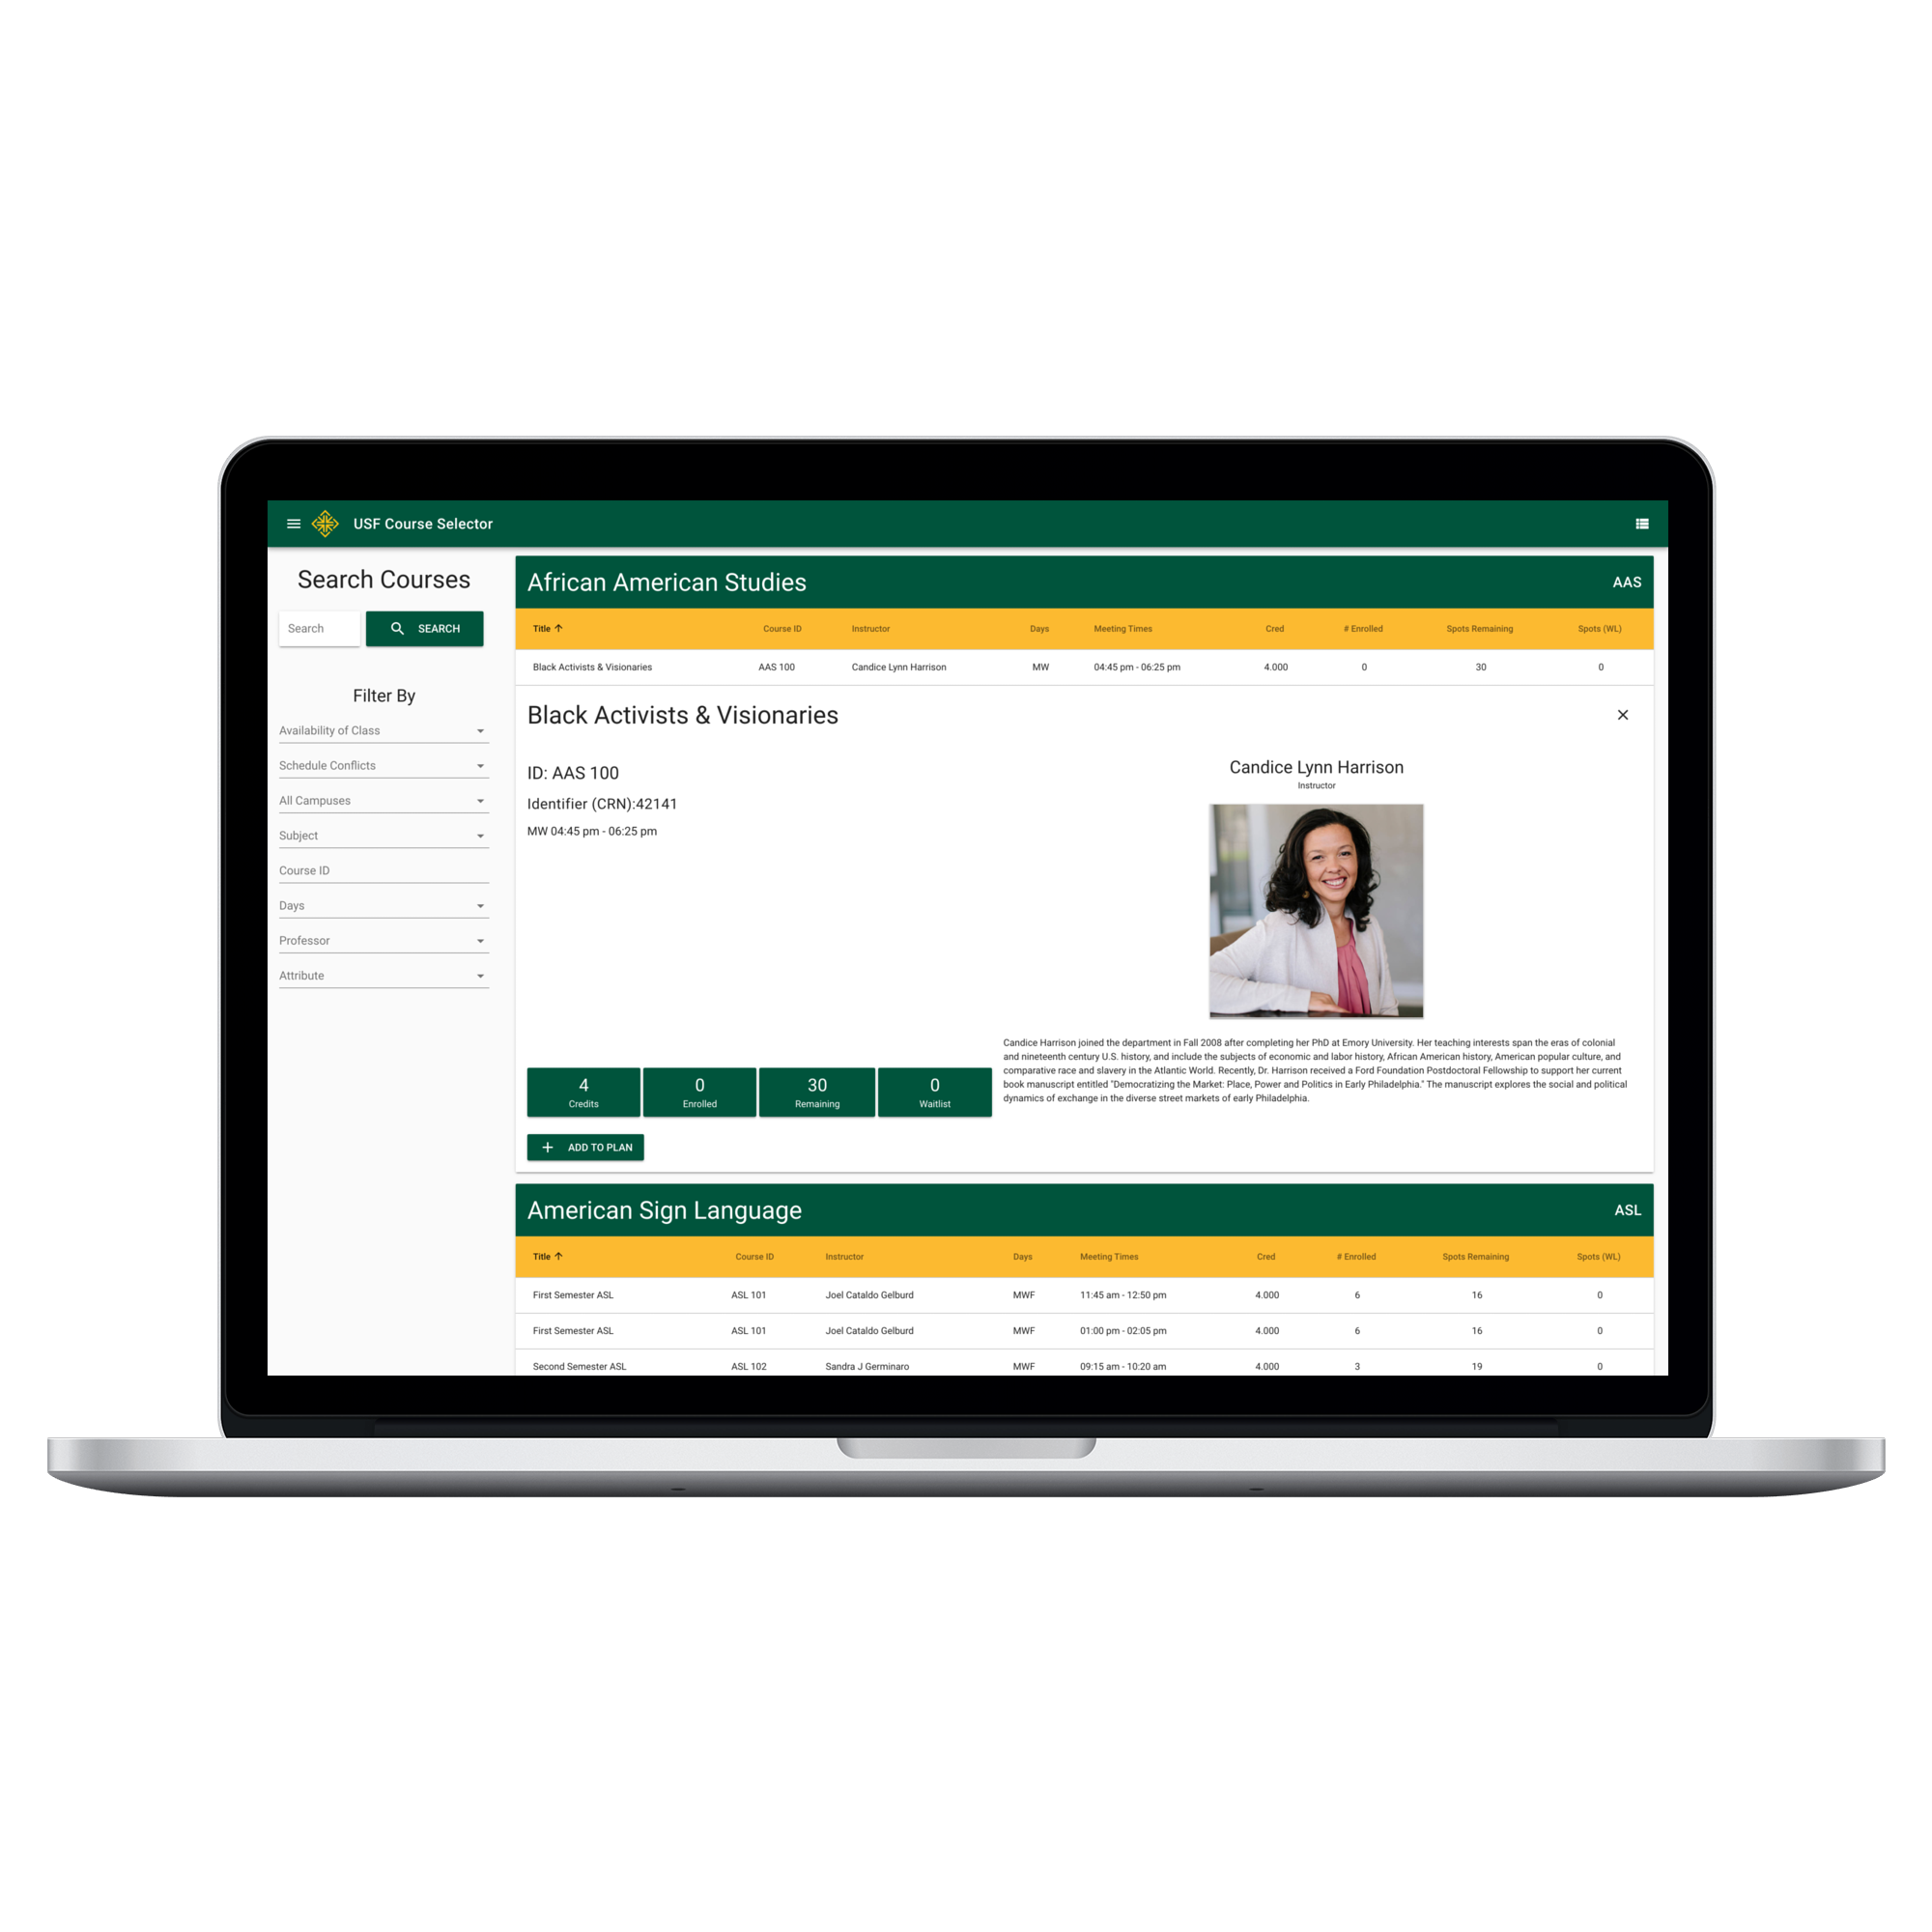 USF Course Selector
Search Courses
Search
SEARCH
Filter By
Availability of Class
Schedule Conflicts
All Campuses
Subject
Course ID
Days
Professor
Attribute
African American Studies AAS
Title Course ID Instructor Days Meeting Times Cred # Enrolled Spots Remaining Spots (WL)
Black Activists & Visionaries AAS 100 Candice Lynn Harrison MW 04:45 pm - 06:25 pm 4.000 0 30 0
Black Activists & Visionaries
ID: AAS 100
Identifier (CRN):42141
MW 04:45 pm - 06:25 pm
Candice Lynn Harrison
Instructor
Candice Harrison joined the department in Fall 2008 after completing her PhD at Emory University. Her teaching interests span the eras of colonial
and nineteenth century U.S. history, and include the subjects of economic and labor history, African American history, American popular culture, and
comparative race and slavery in the Atlantic World. Recently, Dr. Harrison received a Ford Foundation Postdoctoral Fellowship to support her current
book manuscript entitled "Democratizing the Market: Place, Power and Politics in Early Philadelphia." The manuscript explores the social and political
dynamics of exchange in the diverse street markets of early Philadelphia.
4 0 30 0
Credits Enrolled Remaining Waitlist
ADD TO PLAN
American Sign Language ASL
Title Course ID Instructor Days Meeting Times Cred # Enrolled Spots Remaining Spots (WL)
First Semester ASL ASL 101 Joel Cataldo Gelburd MWF 11:45 am - 12:50 pm 4.000 6 16 0
First Semester ASL ASL 101 Joel Cataldo Gelburd MWF 01:00 pm - 02:05 pm 4.000 6 16 0
Second Semester ASL ASL 102 Sandra J Germinaro MWF 09:15 am - 10:20 am 4.000 3 19 0